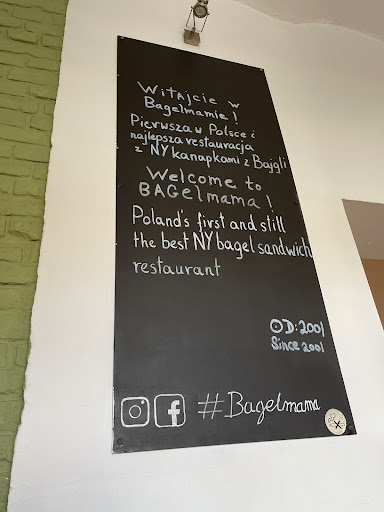 Witajcie w
Bagelmamie!
Pierwsza w Polsce i
najlepsza restauracja
z NY kanapkami z Bajgli
Welcome to
BAGelmama!
Poland's first and still
the best NY bagel sandwich
restaurant
OD: 2001
Since 2001
#Bagelmama